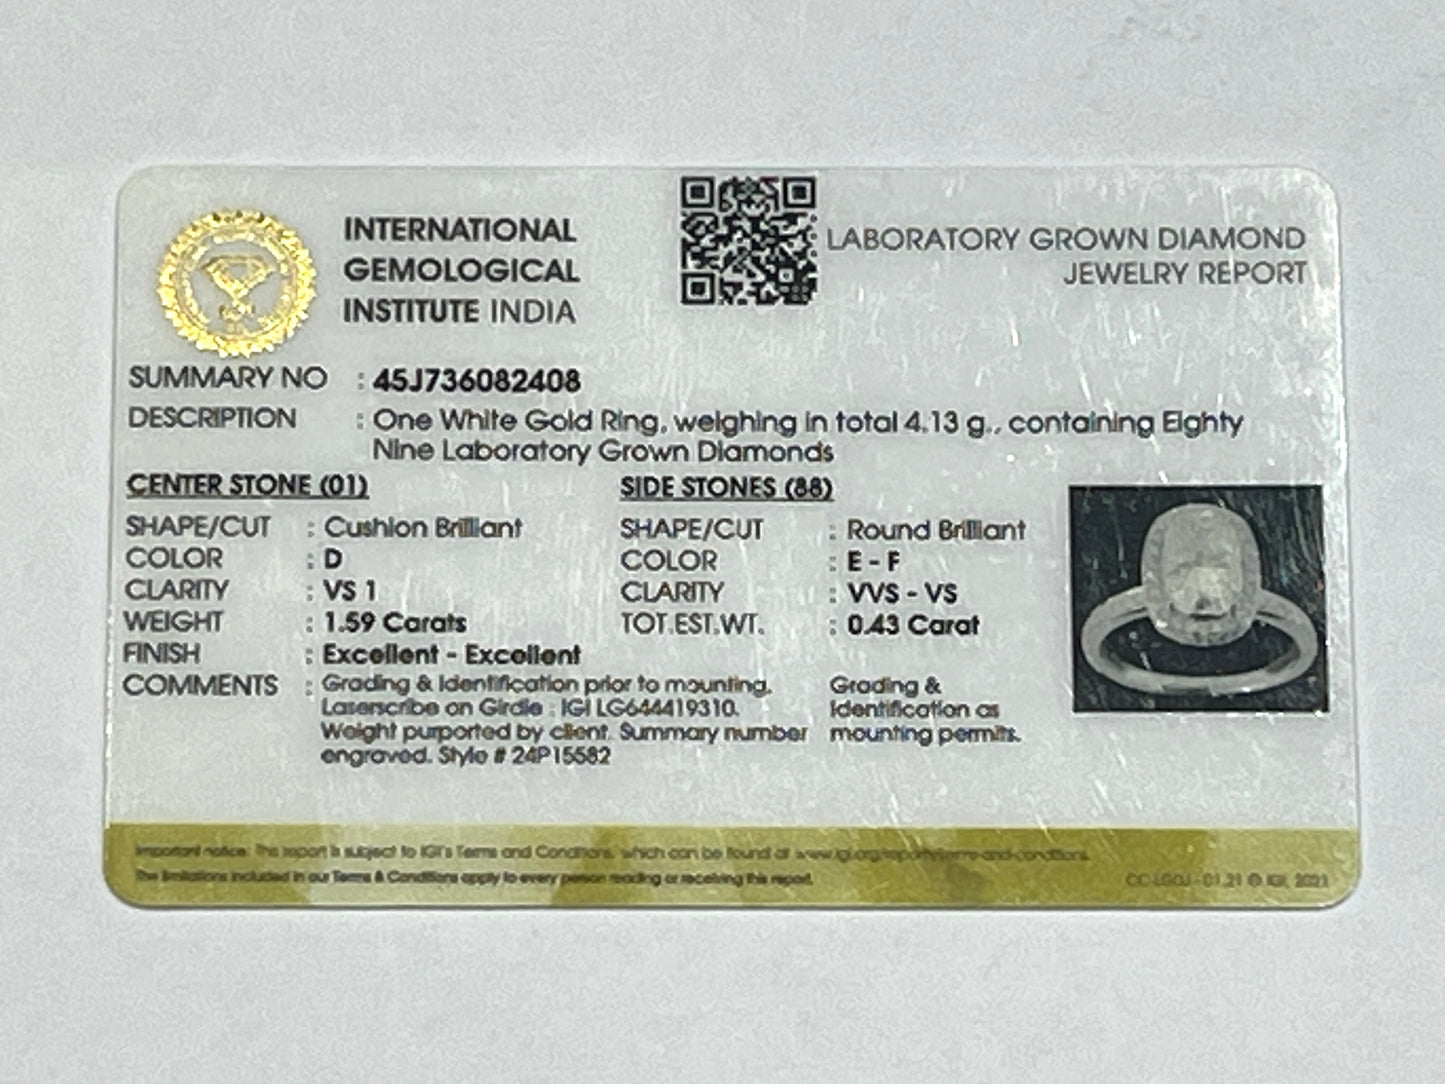 INTERNATIONAL
GEMOLOGICAL
INSTITUTE INDIA
LABORATORY GROWN DIAMOND
JEWELRY REPORT
SUMMARY NO : 45J736082408
DESCRIPTION : One White Gold Ring, weighing in total 4.13 g., containing Eighty
Nine Laboratory Grown Diamonds
CENTER STONE (01)
SHAPE/CUT : Cushion Brilliant
COLOR : D
CLARITY : VS 1
WEIGHT : 1.59 Carats
FINISH : Excellent - Excellent
COMMENTS : Grading & Identification prior to mounting.
Laserscribe on Girdle : IGI LG644419310.
Weight purported by client. Summary number
engraved. Style # 24P15582
SIDE STONES (88)
SHAPE/CUT : Round Brilliant
COLOR : E - F
CLARITY : VVS - VS
TOT.EST.WT. : 0.43 Carat
Grading &
Identification as
mounting permits.
Important notice: This report is subject to IGI's Terms and Conditions, which can be found at www.igi.org/reports/terms-and-conditions.
The limitations included in our Terms & Conditions apply to every person reading or receiving this report.
© IGI, 2021